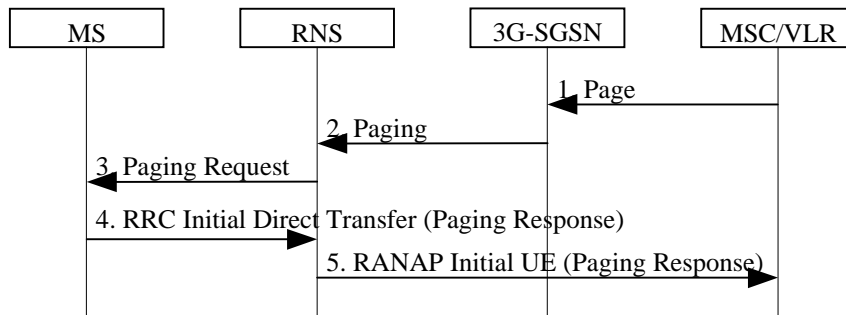 MS
RNS
3G-SGSN
MSC/VLR
1. Page
2. Paging
3. Paging Request
4. RRC Initial Direct Transfer (Paging Response)
5. RANAP Initial UE (Paging Response)